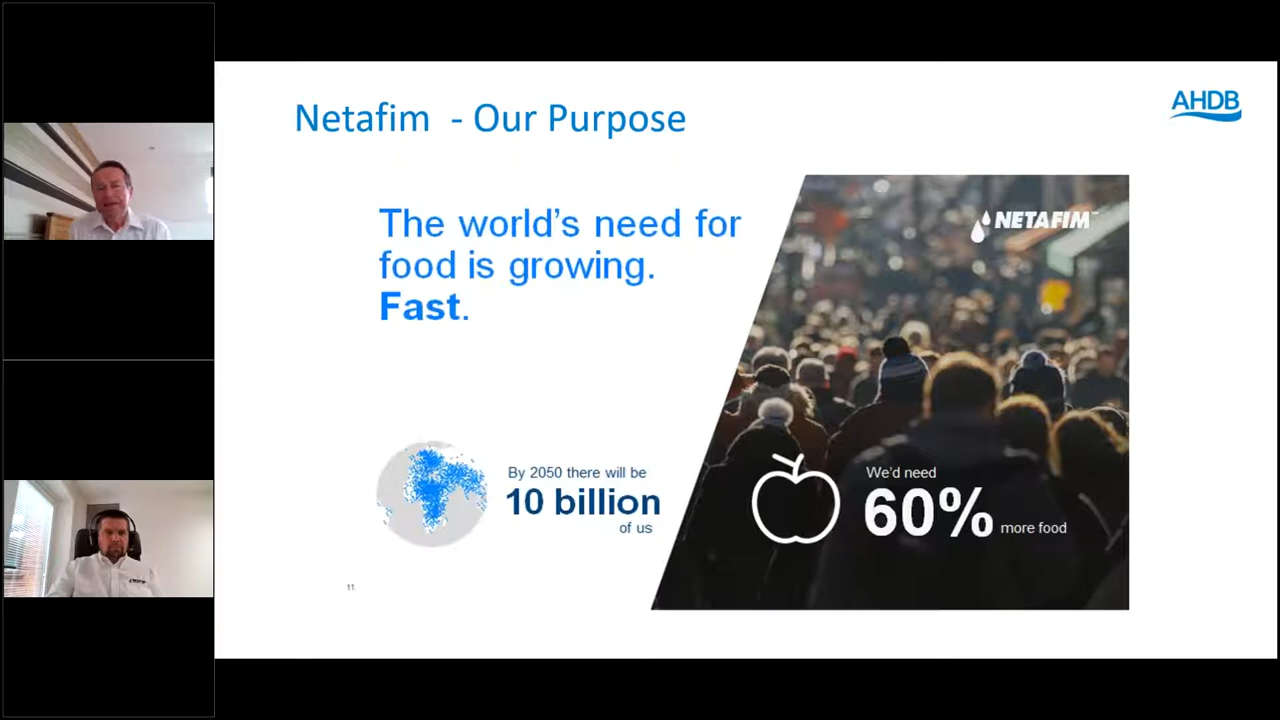 Netafim - Our Purpose
AHDB
The world's need for
food is growing.
Fast.
NETAFIM™
By 2050 there will be
10 billion
of us
We'd need
60% more food
11